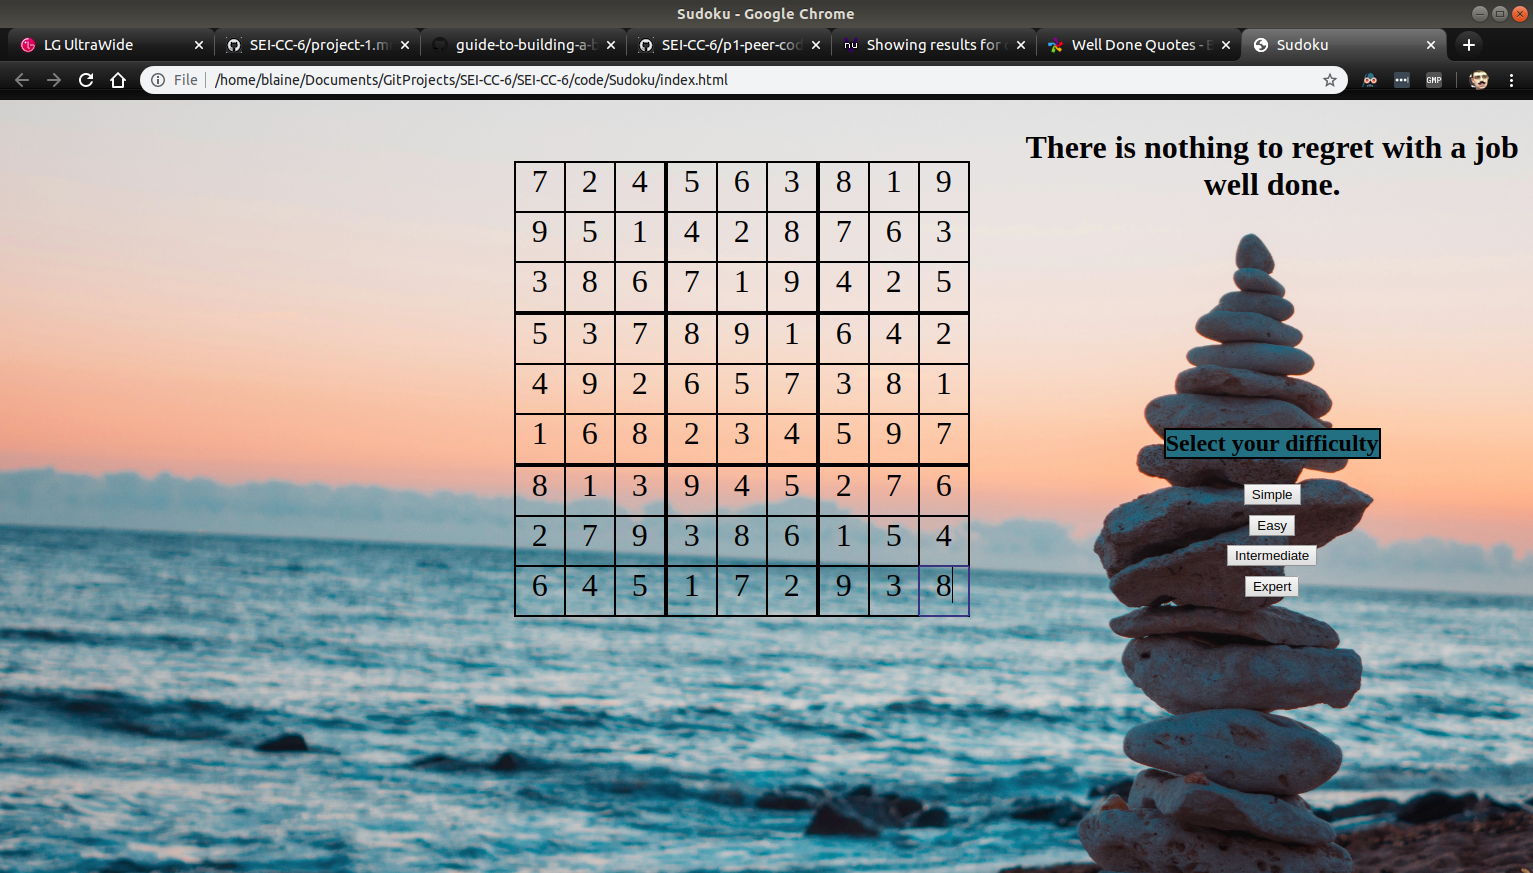 Sudoku - Google Chrome
LG UltraWide
SEI-CC-6/project-1.m
guide-to-building-a-b
SEI-CC-6/p1-peer-cod
Showing results for
Well Done Quotes -
Sudoku
File /home/blaine/Documents/GitProjects/SEI-CC-6/SEI-CC-6/code/Sudoku/index.html
GMP
There is nothing to regret with a job
well done.
7 2 4 5 6 3 8 1 9
9 5 1 4 2 8 7 6 3
3 8 6 7 1 9 4 2 5
5 3 7 8 9 1 6 4 2
4 9 2 6 5 7 3 8 1
1 6 8 2 3 4 5 9 7
8 1 3 9 4 5 2 7 6
2 7 9 3 8 6 1 5 4
6 4 5 1 7 2 9 3 8
Select your difficulty
Simple
Easy
Intermediate
Expert